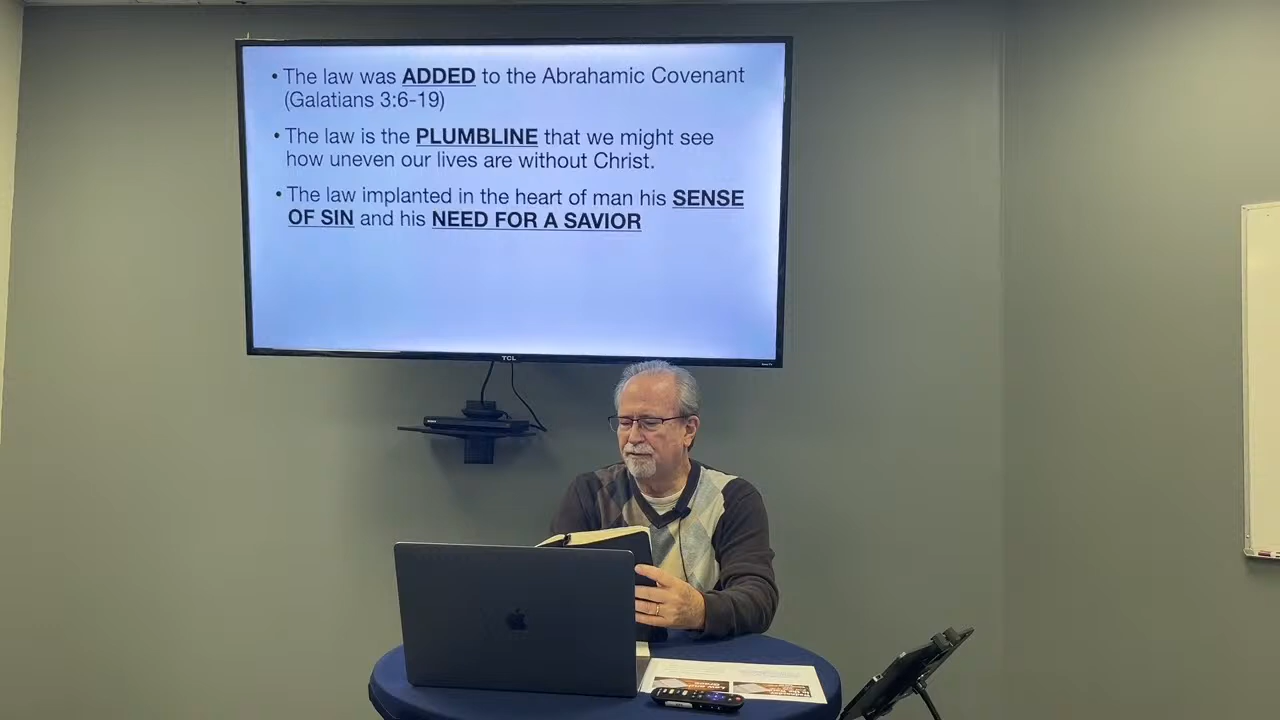 • The law was ADDED to the Abrahamic Covenant
(Galatians 3:6-19)
• The law is the PLUMBLINE that we might see
how uneven our lives are without Christ.
• The law implanted in the heart of man his SENSE
OF SIN and his NEED FOR A SAVIOR
TCL